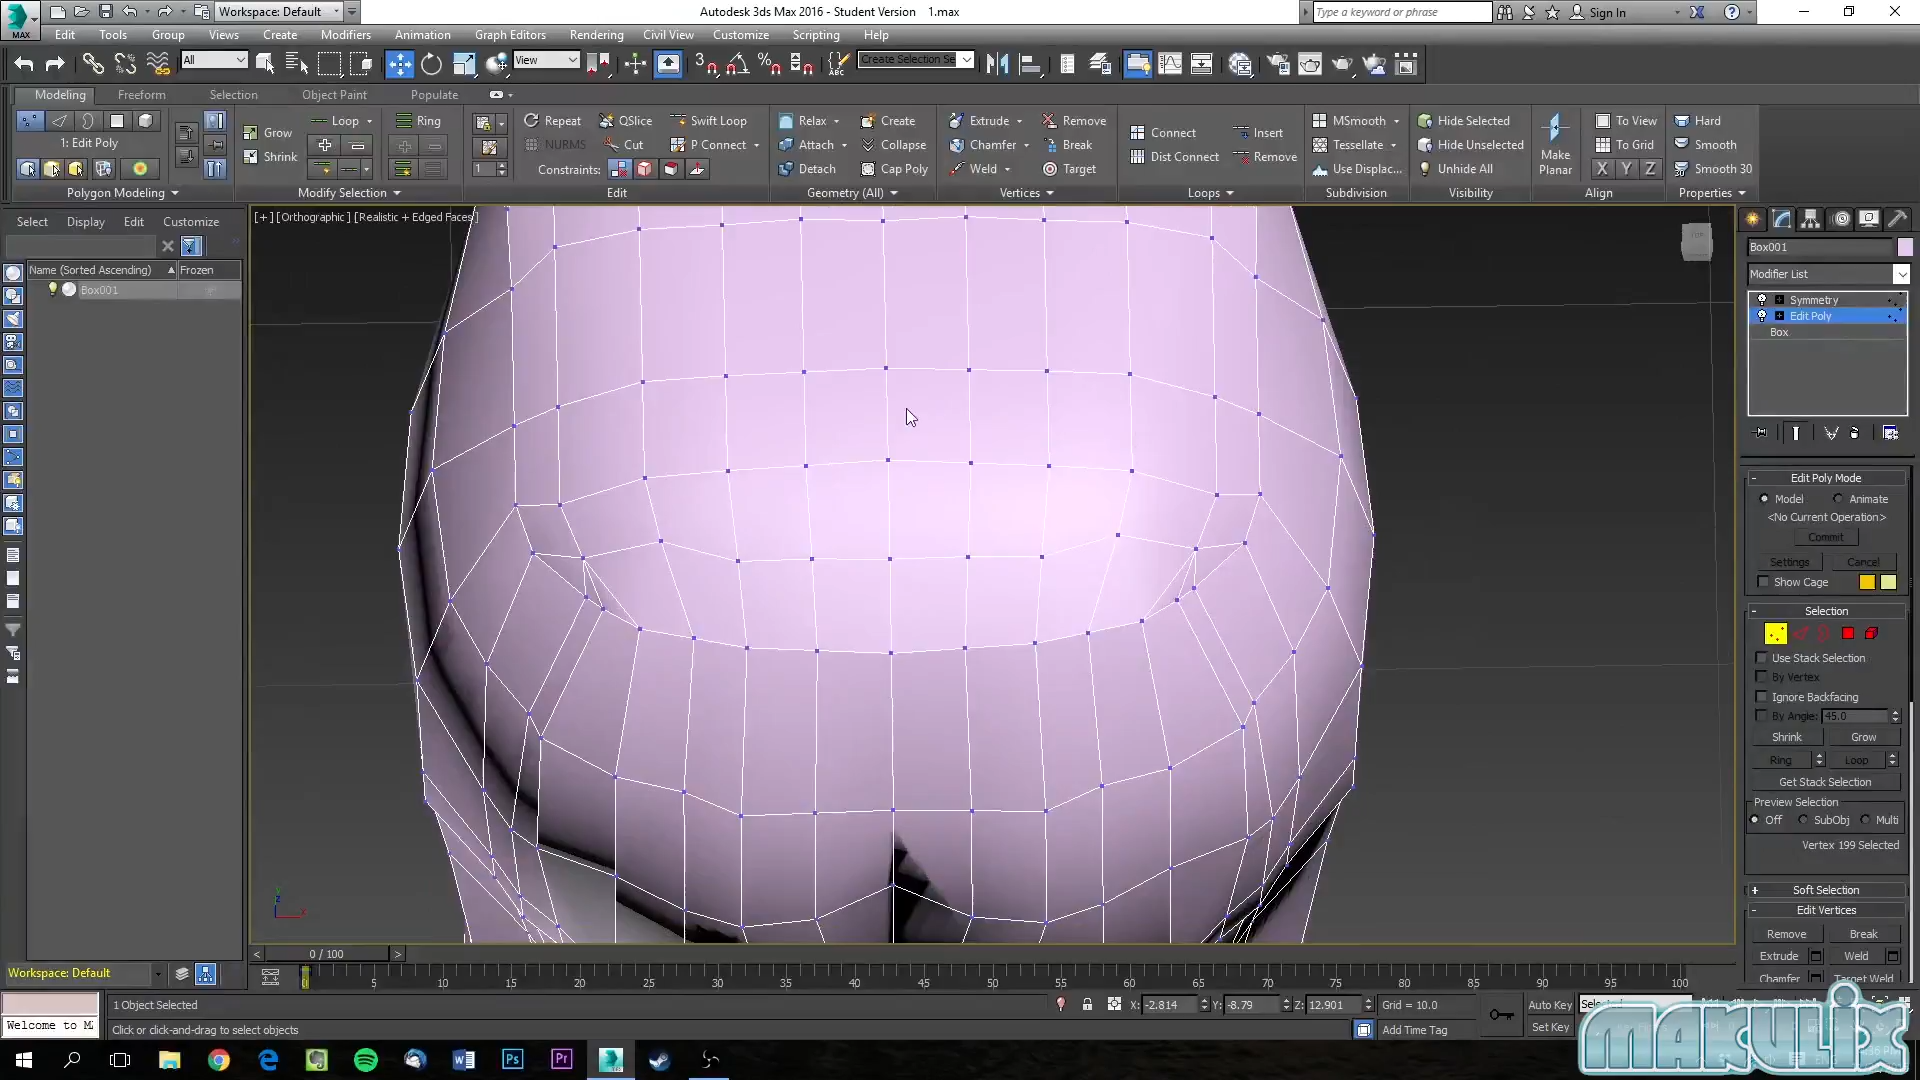 Workspace: Default
Autodesk 3ds Max 2016 - Student Version 1.max
Type a keyword or phrase
Sign In
MAX
Edit Tools Group Views Create Modifiers Animation Graph Editors Rendering Civil View Customize Scripting Help
All
View
Create Selection Se
Modeling Freeform Selection Object Paint Populate
1: Edit Poly
Polygon Modeling
Grow
Shrink
Loop
Ring
Modify Selection
Repeat QSlice Swift Loop
NURMS Cut P Connect
1
Constraints:
Edit
Relax Create
Attach Collapse
Detach Cap Poly
Geometry (All)
Extrude Remove
Chamfer Break
Weld Target
Vertices
Connect Insert
Dist Connect Remove
Loops
MSmooth
Tessellate
Use Displac...
Subdivision
Hide Selected
Hide Unselected
Unhide All
Visibility
Make
Planar
To View
To Grid
X Y Z
Align
Hard
Smooth
Smooth 30
Properties
Select Display Edit Customize
Name (Sorted Ascending) Frozen
Box001
[+] [Orthographic] [Realistic + Edged Faces]
Box001
Modifier List
Symmetry
Edit Poly
Box
Edit Poly Mode
Model Animate
<No Current Operation>
Commit
Settings Cancel
Show Cage
Selection
Use Stack Selection
By Vertex
Ignore Backfacing
By Angle: 45.0
Shrink Grow
Ring Loop
Get Stack Selection
Preview Selection
Off SubObj Multi
Vertex 199 Selected
Soft Selection
Edit Vertices
Remove Break
Extrude Weld
Chamfer Target Weld
0 / 100
Workspace: Default
5 10 15 20 25 30 35 40 45 50 55 60 65 70 75 80 85 90 95 100
1 Object Selected
X: -2.814 Y: -8.79 Z: 12.901 Grid = 10.0
Auto Key
Welcome to M
Click or click-and-drag to select objects
Add Time Tag
Set Key
MAKULIX